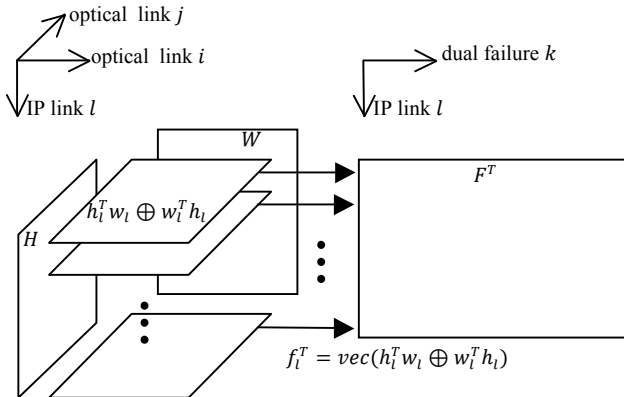 optical link j
optical link i
IP link l
dual failure k
IP link l
W
F^T
h_l^T w_l ⊕ w_l^T h_l
H
f_l^T = vec(h_l^T w_l ⊕ w_l^T h_l)